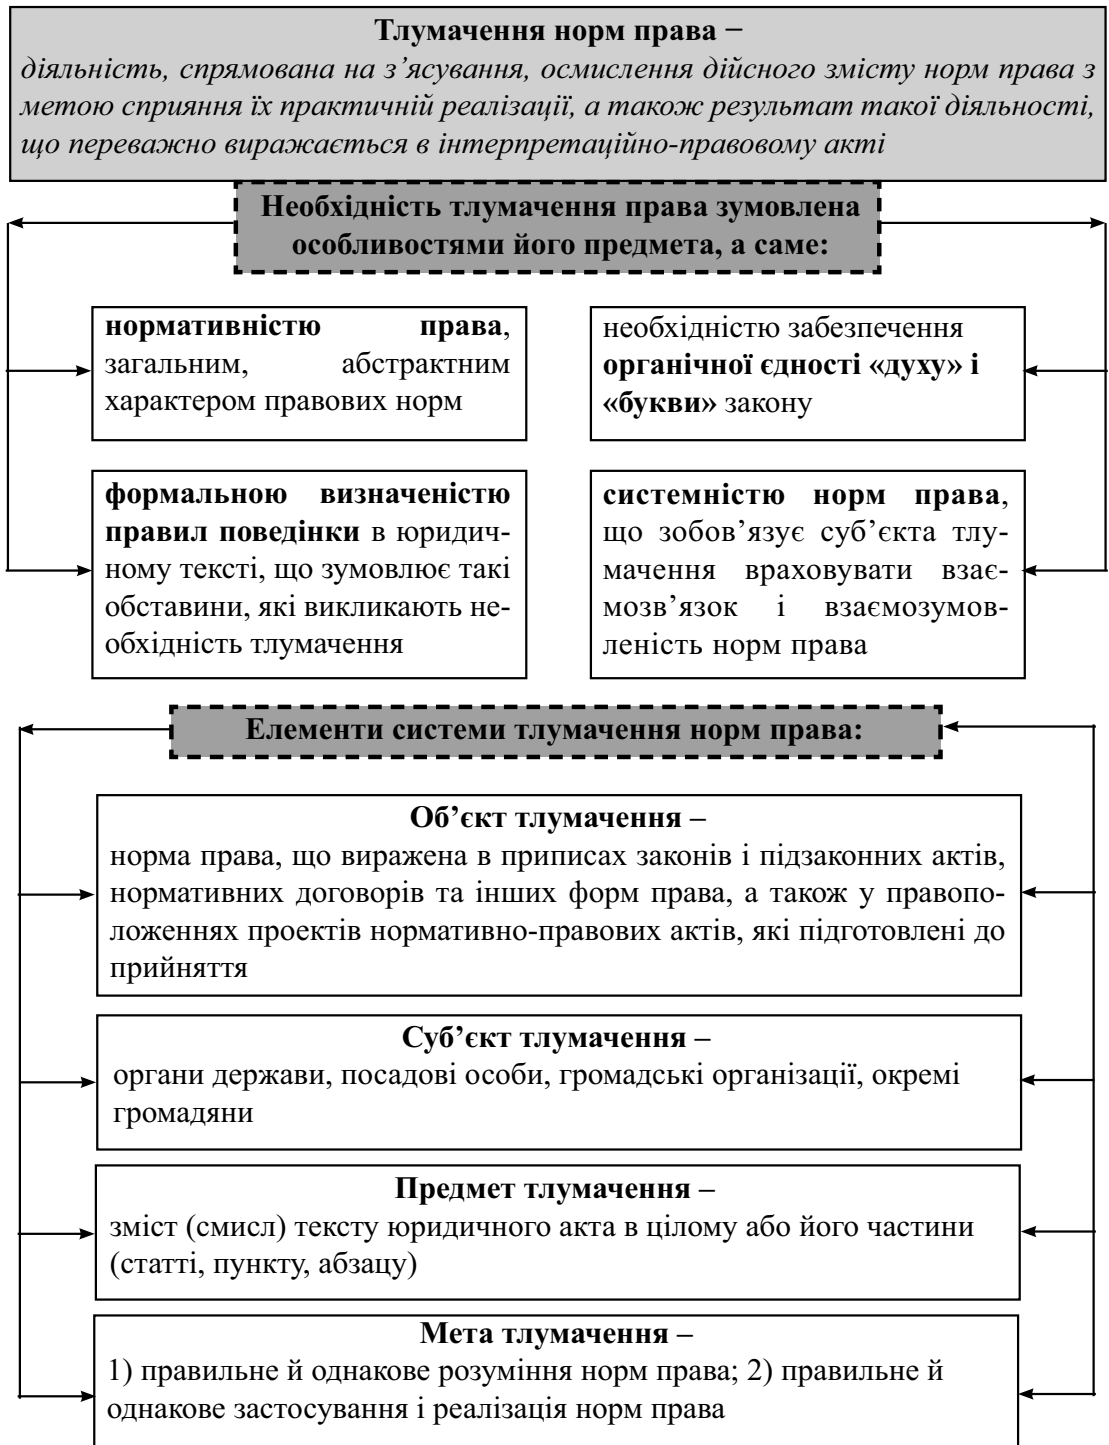 Тлумачення норм права –
діяльність, спрямована на з’ясування, осмислення дійсного змісту норм права з
метою сприяння їх практичній реалізації, а також результат такої діяльності,
що переважно виражається в інтерпретаційно-правовому акті
Необхідність тлумачення права зумовлена
особливостями його предмета, а саме:
нормативністю права,
загальним, абстрактним
характером правових норм
необхідністю забезпечення
органічної єдності «духу» і
«букви» закону
формальною визначеністю
правил поведінки в юридич-
ному тексті, що зумовлює такі
обставини, які викликають не-
обхідність тлумачення
системністю норм права,
що зобов’язує суб’єкта тлу-
мачення враховувати взає-
мозв’язок і взаємозумов-
леність норм права
Елементи системи тлумачення норм права:
Об’єкт тлумачення –
норма права, що виражена в приписах законів і підзаконних актів,
нормативних договорів та інших форм права, а також у правопо-
ложеннях проектів нормативно-правових актів, які підготовлені до
прийняття
Суб’єкт тлумачення –
органи держави, посадові особи, громадські організації, окремі
громадяни
Предмет тлумачення –
зміст (смисл) тексту юридичного акта в цілому або його частини
(статті, пункту, абзацу)
Мета тлумачення –
1) правильне й однакове розуміння норм права; 2) правильне й
однакове застосування і реалізація норм права